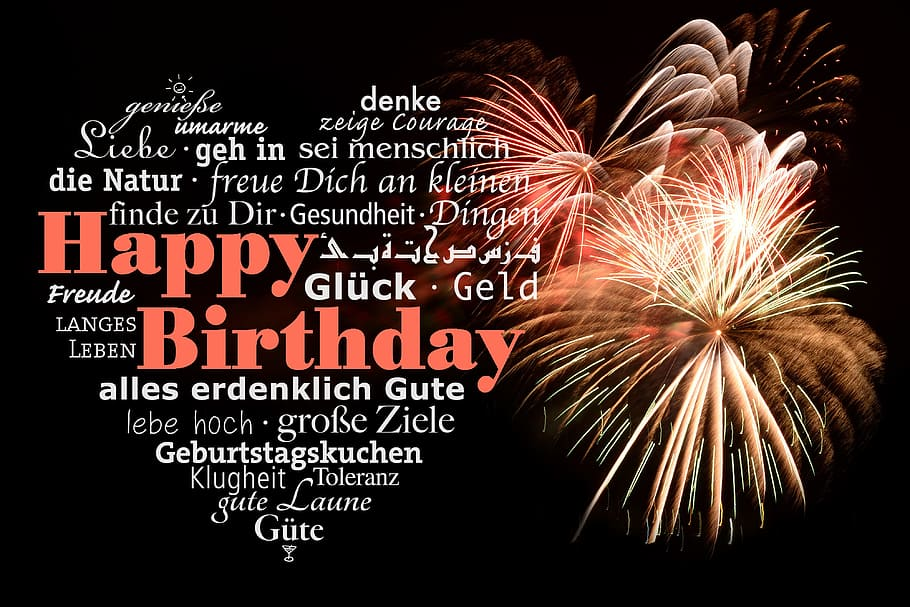 genieße
denke
umarme
zeige Courage
Liebe · geh in sei menschlich
die Natur · freue Dich an kleinen
finde zu Dir · Gesundheit · Dingen
Happy
Freude
Glück · Geld
LANGES
LEBEN
Birthday
alles erdenklich Gute
lebe hoch · große Ziele
Geburtstagskuchen
Klugheit Toleranz
gute Laune
Güte